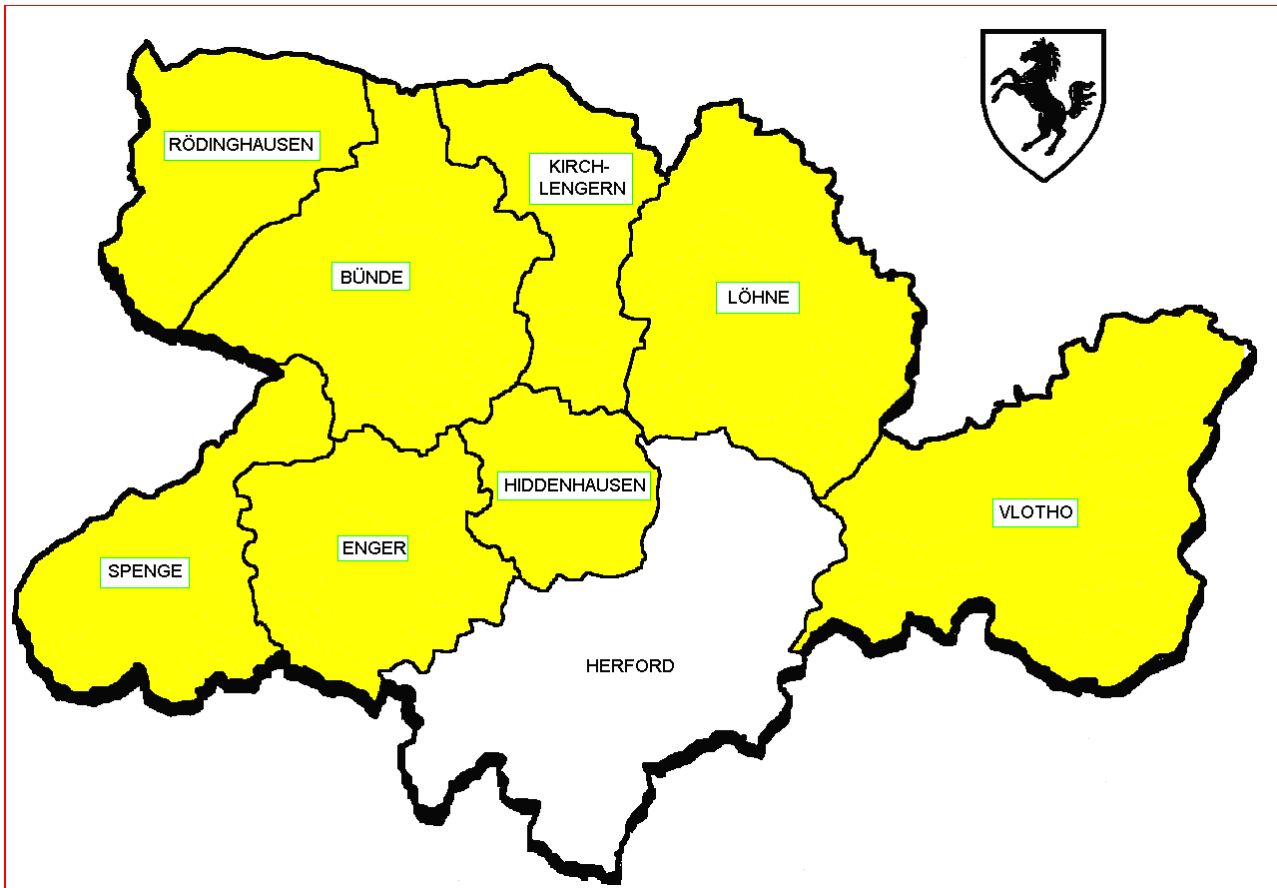 RÖDINGHAUSEN
KIRCH-
LENGERN
BÜNDE
LÖHNE
HIDDENHAUSEN
VLOTHO
ENGER
SPENGE
HERFORD